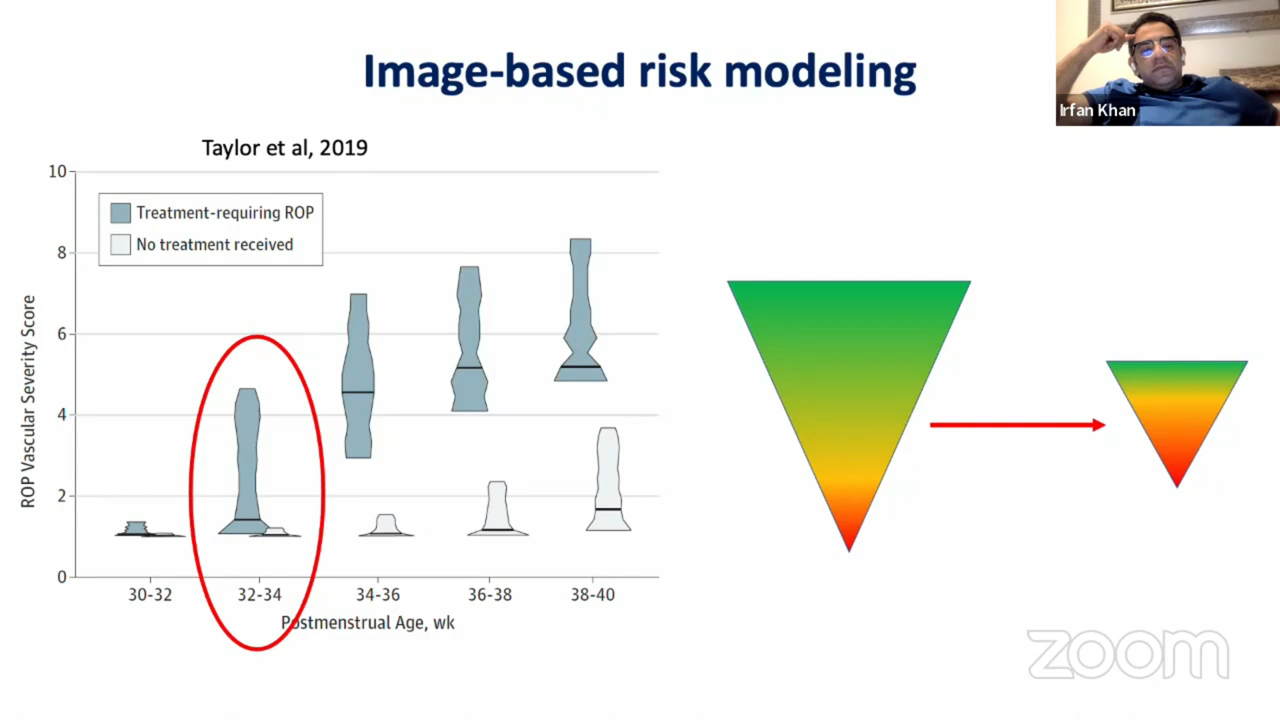 Image-based risk modeling
Irfan Khan
Taylor et al, 2019
10
8
6
4
2
0
ROP Vascular Severity Score
Treatment-requiring ROP
No treatment received
30-32
32-34
34-36
36-38
38-40
Postmenstrual Age, wk
zoom